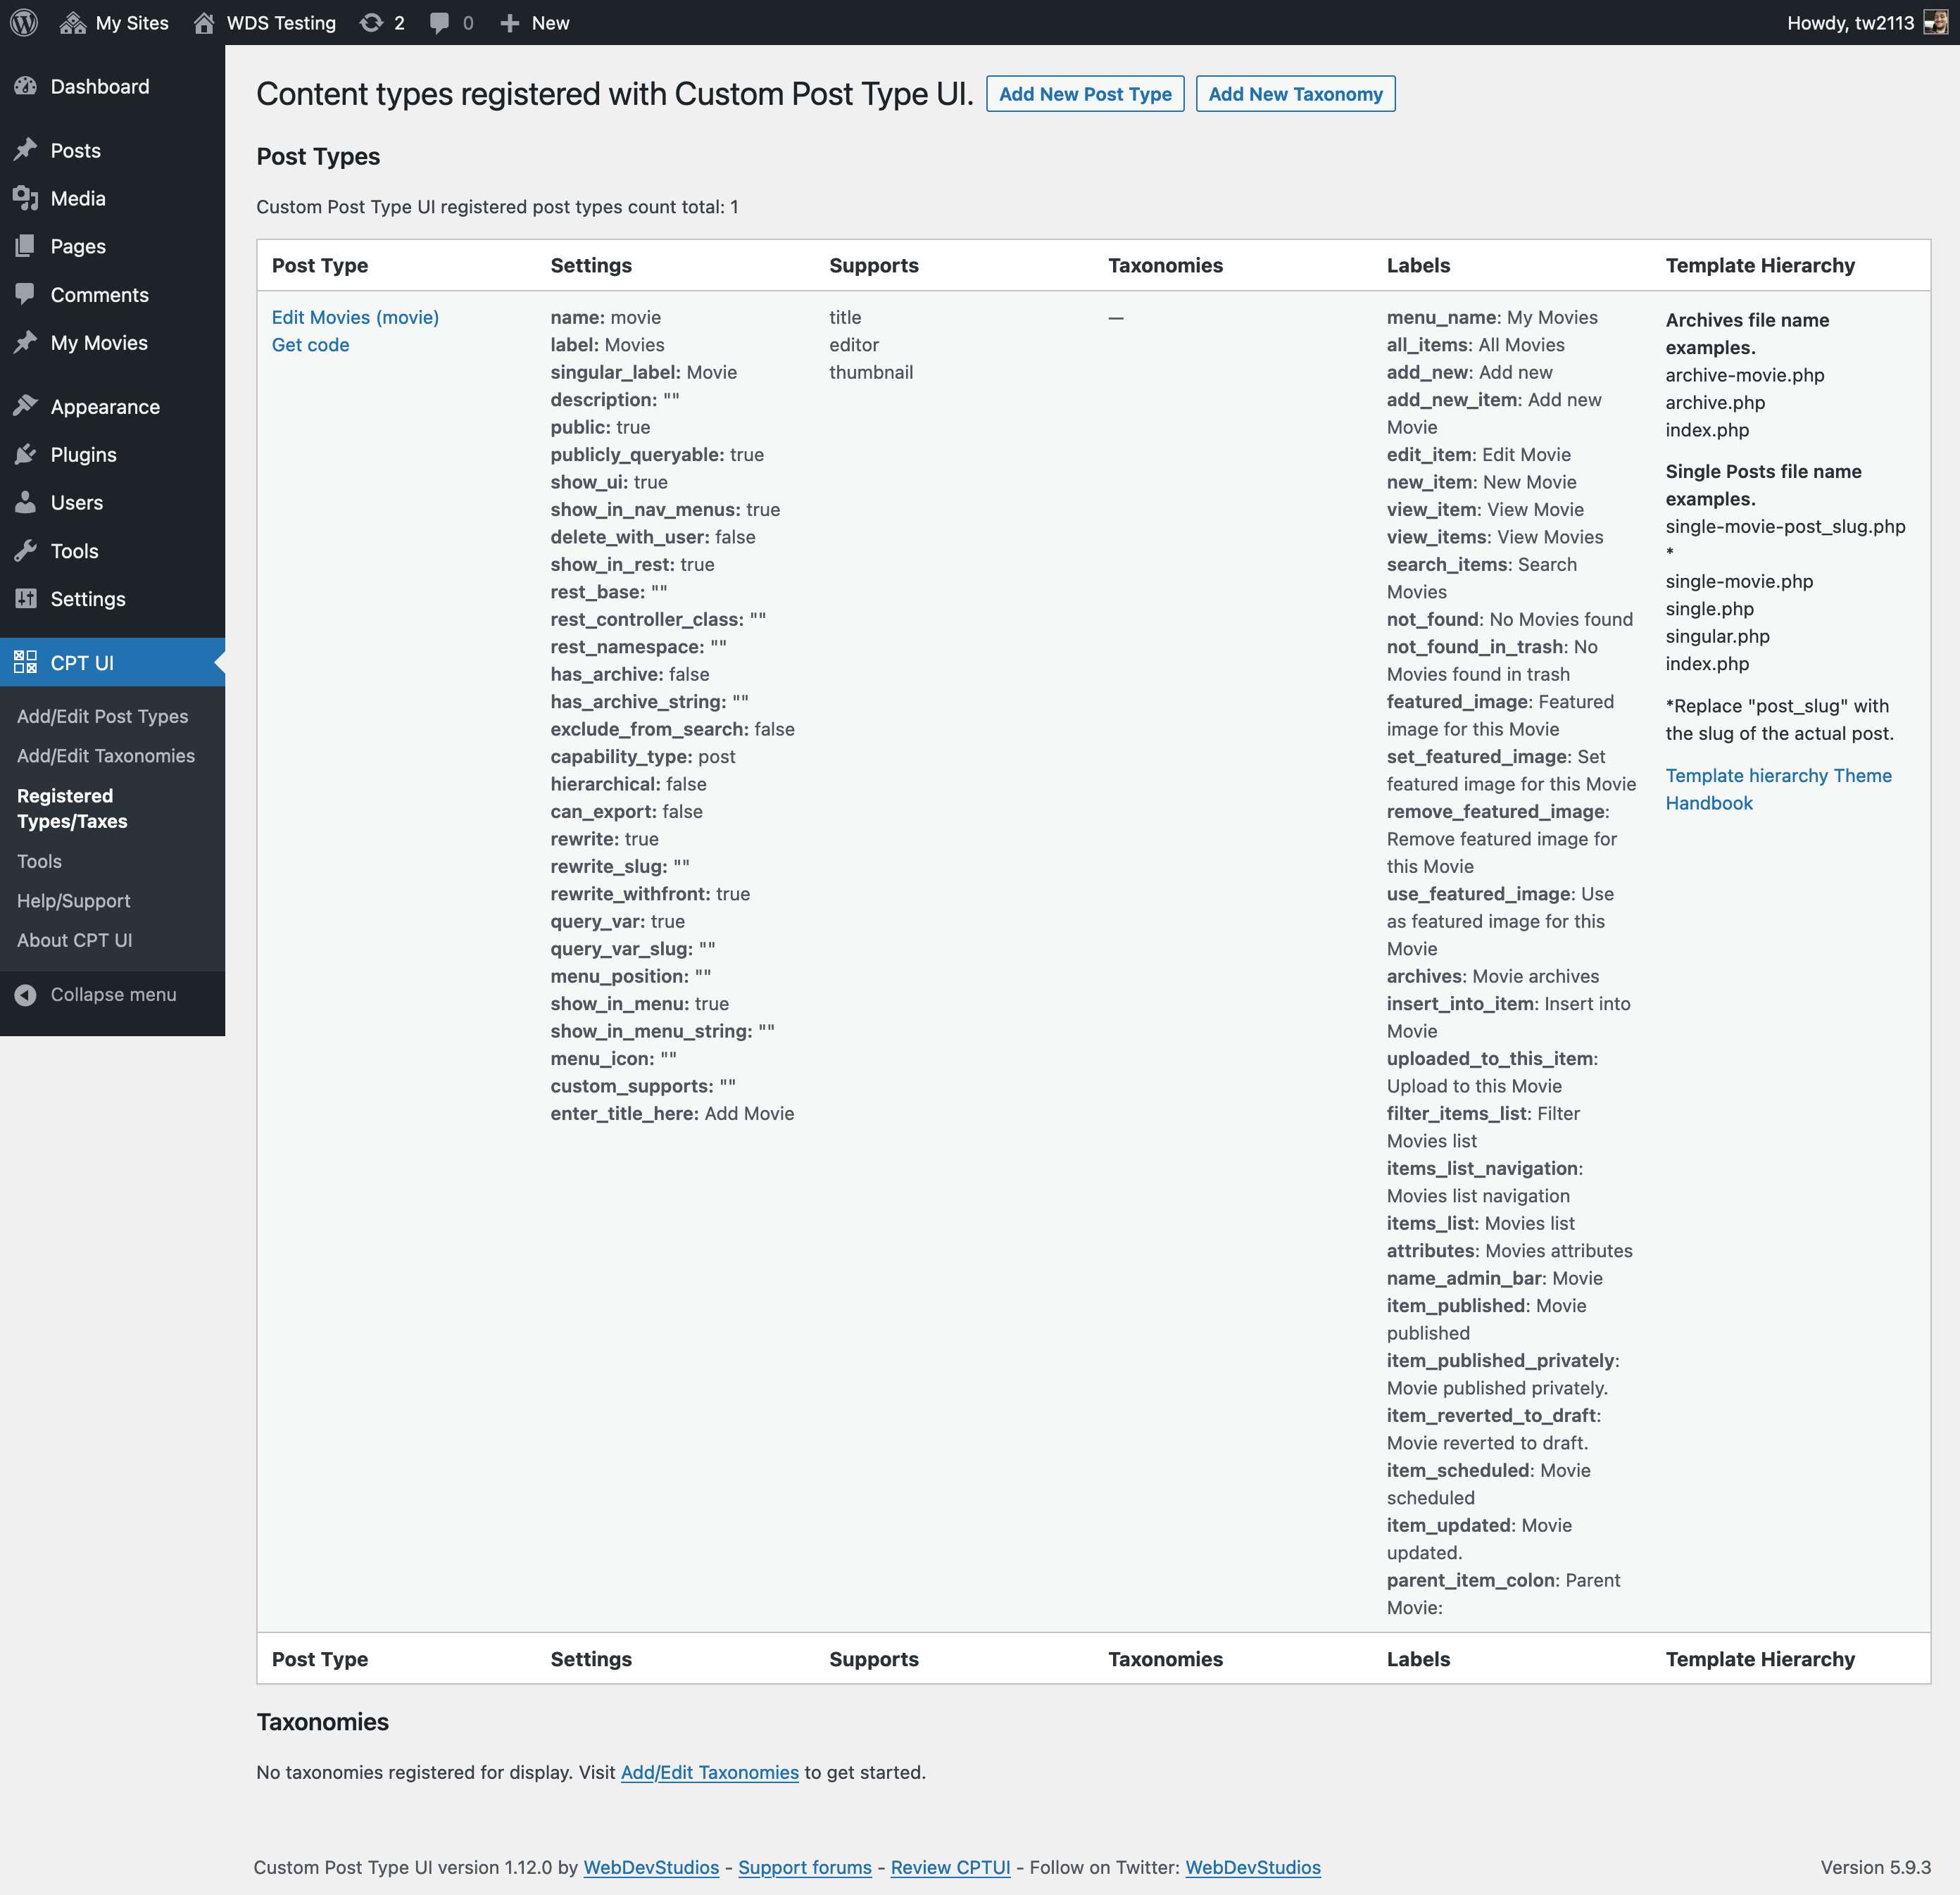 My Sites
WDS Testing
2
0
New
Howdy, tw2113
Dashboard
Posts
Media
Pages
Comments
My Movies
Appearance
Plugins
Users
Tools
Settings
CPT UI
Add/Edit Post Types
Add/Edit Taxonomies
Registered
Types/Taxes
Tools
Help/Support
About CPT UI
Collapse menu
Content types registered with Custom Post Type UI.
Add New Post Type
Add New Taxonomy
Post Types
Custom Post Type UI registered post types count total: 1
Post Type
Settings
Supports
Taxonomies
Labels
Template Hierarchy
Edit Movies (movie)
Get code
name: movie
label: Movies
singular_label: Movie
description: ""
public: true
publicly_queryable: true
show_ui: true
show_in_nav_menus: true
delete_with_user: false
show_in_rest: true
rest_base: ""
rest_controller_class: ""
rest_namespace: ""
has_archive: false
has_archive_string: ""
exclude_from_search: false
capability_type: post
hierarchical: false
can_export: false
rewrite: true
rewrite_slug: ""
rewrite_withfront: true
query_var: true
query_var_slug: ""
menu_position: ""
show_in_menu: true
show_in_menu_string: ""
menu_icon: ""
custom_supports: ""
enter_title_here: Add Movie
title
editor
thumbnail
—
menu_name: My Movies
all_items: All Movies
add_new: Add new
add_new_item: Add new
Movie
edit_item: Edit Movie
new_item: New Movie
view_item: View Movie
view_items: View Movies
search_items: Search
Movies
not_found: No Movies found
not_found_in_trash: No
Movies found in trash
featured_image: Featured
image for this Movie
set_featured_image: Set
featured image for this Movie
remove_featured_image:
Remove featured image for
this Movie
use_featured_image: Use
as featured image for this
Movie
archives: Movie archives
insert_into_item: Insert into
Movie
uploaded_to_this_item:
Upload to this Movie
filter_items_list: Filter
Movies list
items_list_navigation:
Movies list navigation
items_list: Movies list
attributes: Movies attributes
name_admin_bar: Movie
item_published: Movie
published
item_published_privately:
Movie published privately.
item_reverted_to_draft:
Movie reverted to draft.
item_scheduled: Movie
scheduled
item_updated: Movie
updated.
parent_item_colon: Parent
Movie:
Archives file name
examples.
archive-movie.php
archive.php
index.php
Single Posts file name
examples.
single-movie-post_slug.php
*
single-movie.php
single.php
singular.php
index.php
*Replace "post_slug" with
the slug of the actual post.
Template hierarchy Theme
Handbook
Post Type
Settings
Supports
Taxonomies
Labels
Template Hierarchy
Taxonomies
No taxonomies registered for display. Visit Add/Edit Taxonomies to get started.
Custom Post Type UI version 1.12.0 by WebDevStudios - Support forums - Review CPTUI - Follow on Twitter: WebDevStudios
Version 5.9.3